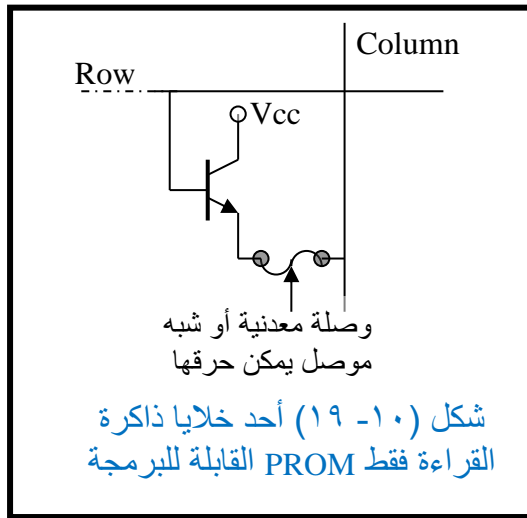 Column
Row
Vcc
وصلة معدنية أو شبه
موصل يمكن حرقها
شكل (١٠- ١٩) أحد خلايا ذاكرة
القراءة فقط PROM القابلة للبرمجة